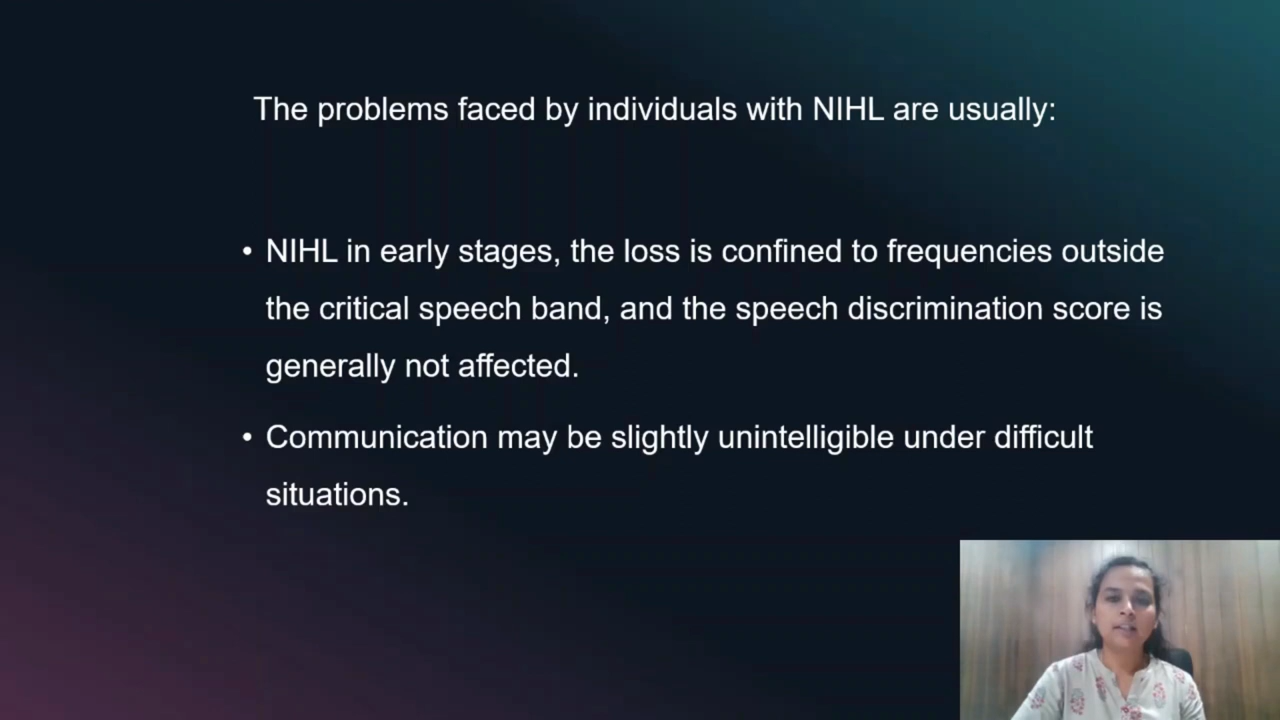 The problems faced by individuals with NIHL are usually:
• NIHL in early stages, the loss is confined to frequencies outside
the critical speech band, and the speech discrimination score is
generally not affected.
• Communication may be slightly unintelligible under difficult
situations.